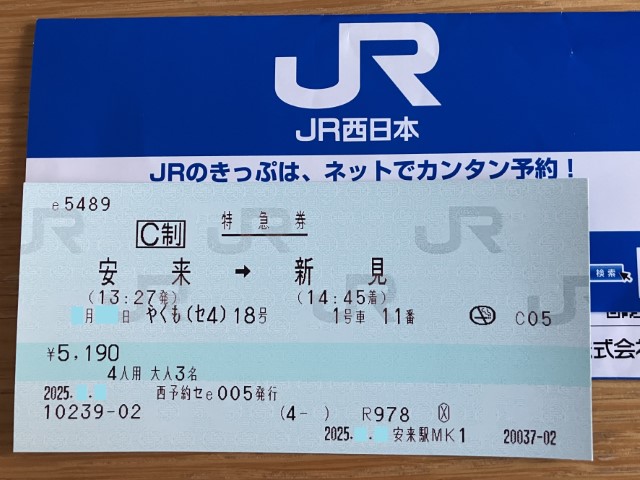 JR
JR西日本
JRのきっぷは、ネットでカンタン予約！
検索
式会社
e5489
C制 特急券
安来 → 新見
(13:27発) (14:45着)
月 日 やくも(セ4)18号 1号車 11番 C05
¥5,190
4人用 大人3名
2025. . 西予約セe005発行
10239-02 (4- ) R978 X
2025. . 安来駅MK1 20037-02